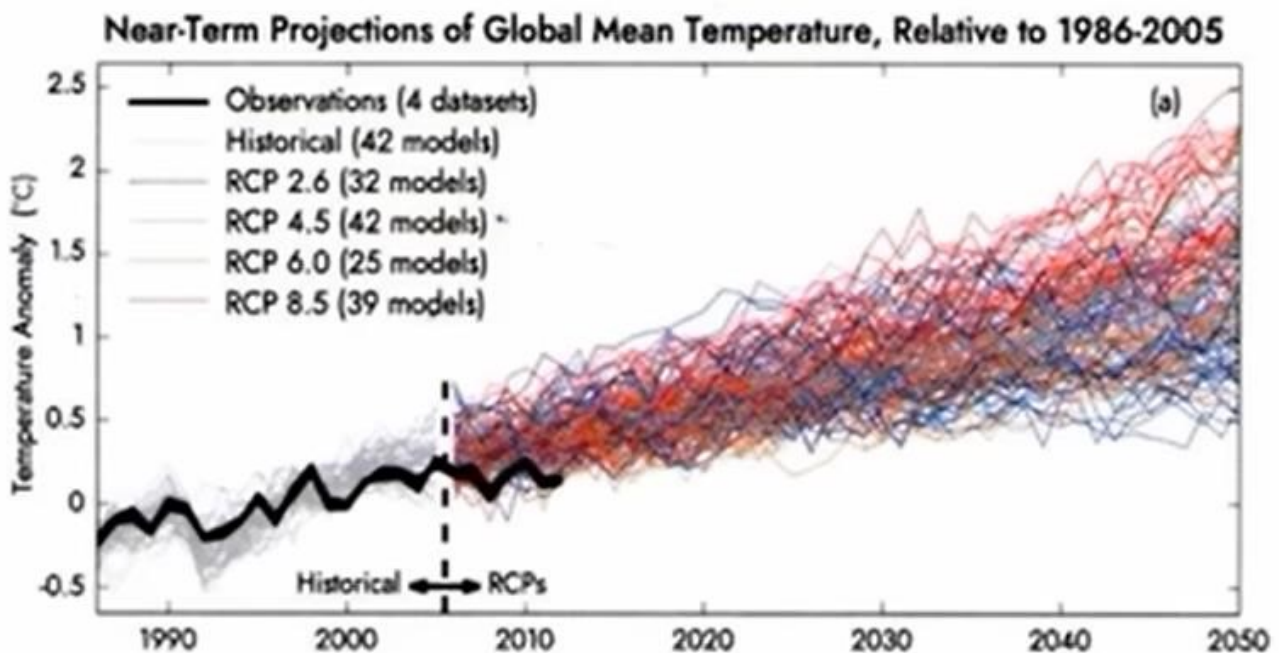 Near-Term Projections of Global Mean Temperature, Relative to 1986-2005
2.5
2
1.5
1
0.5
0
-0.5
Temperature Anomaly (°C)
Observations (4 datasets)
Historical (42 models)
RCP 2.6 (32 models)
RCP 4.5 (42 models)
RCP 6.0 (25 models)
RCP 8.5 (39 models)
(a)
Historical RCPs
1990 2000 2010 2020 2030 2040 2050